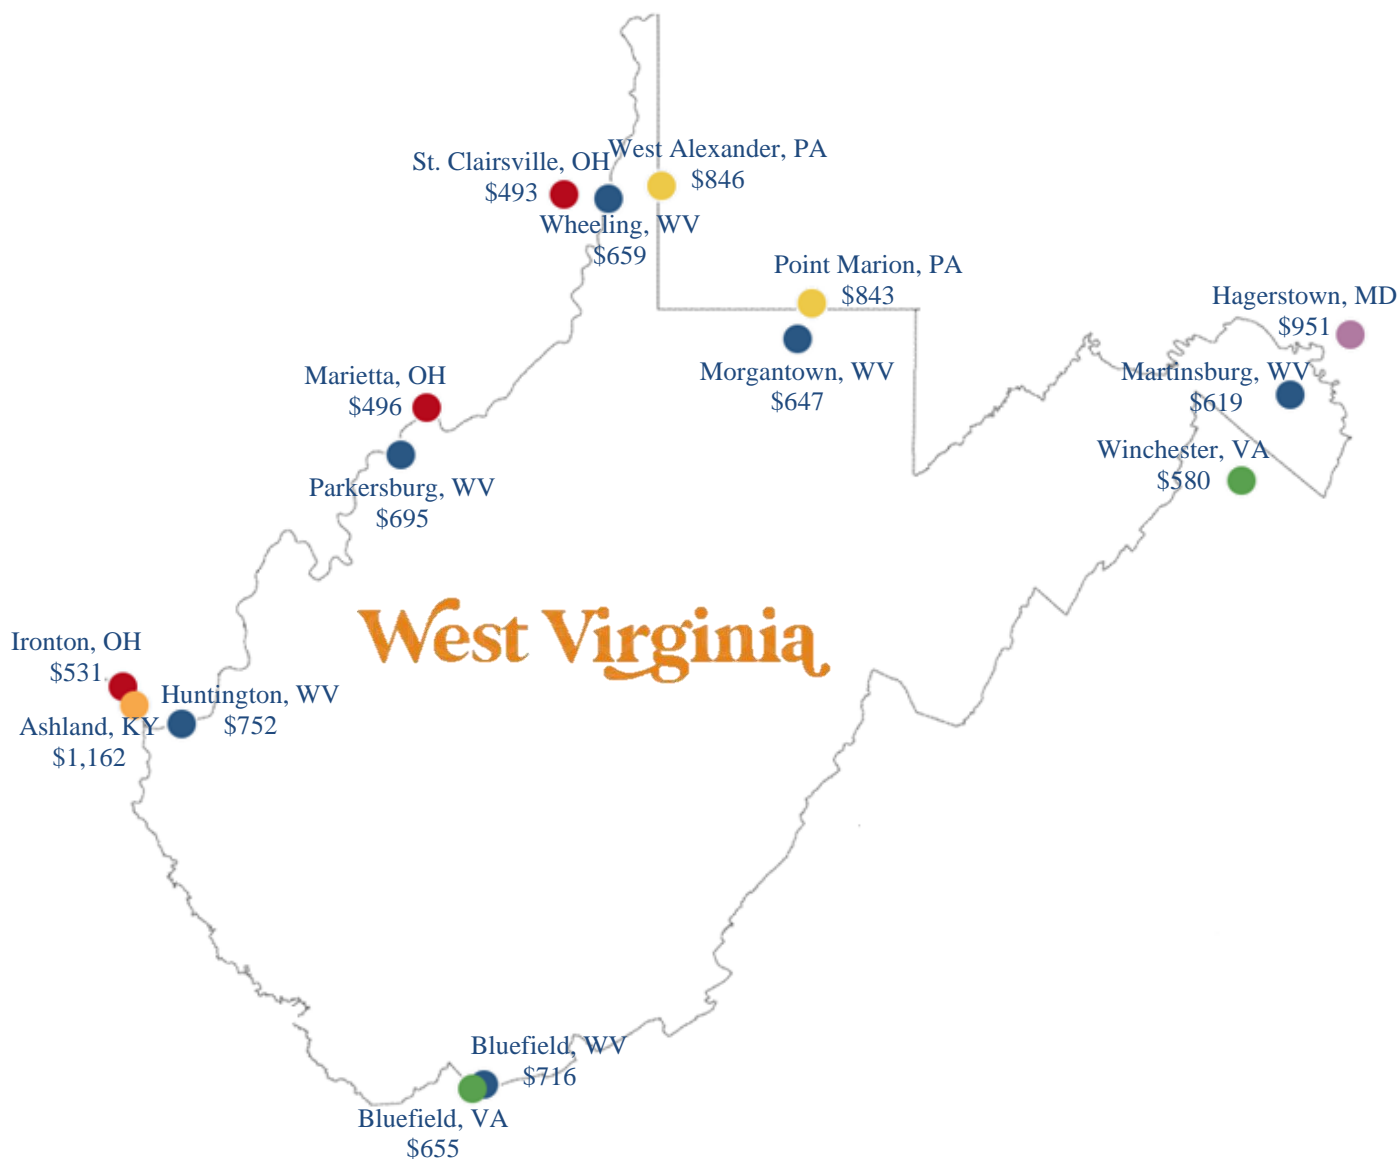 West Alexander, PA
$846
St. Clairsville, OH
$493
Wheeling, WV
$659
Point Marion, PA
$843
Hagerstown, MD
$951
Morgantown, WV
$647
Martinsburg, WV
$619
Marietta, OH
$496
Winchester, VA
$580
Parkersburg, WV
$695
West Virginia
Ironton, OH
$531
Huntington, WV
$752
Ashland, KY
$1,162
Bluefield, WV
$716
Bluefield, VA
$655